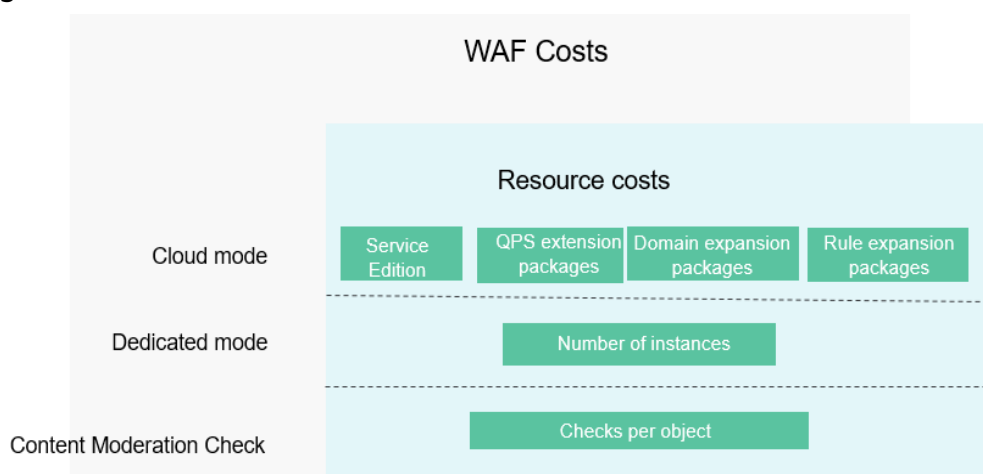 WAF Costs
Resource costs
Cloud mode
Service
Edition
QPS extension
packages
Domain expansion
packages
Rule expansion
packages
Dedicated mode
Number of instances
Content Moderation Check
Checks per object